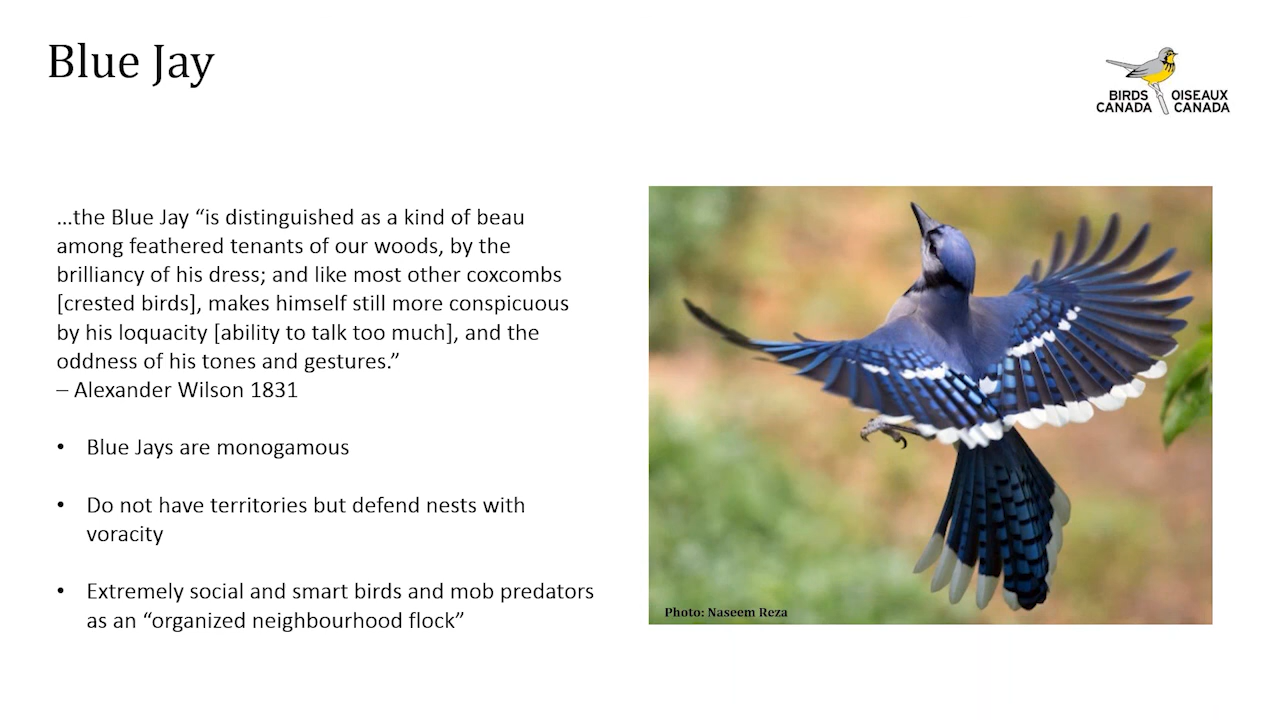 Blue Jay
BIRDS CANADA
OISEAUX CANADA
...the Blue Jay “is distinguished as a kind of beau
among feathered tenants of our woods, by the
brilliancy of his dress; and like most other coxcombs
[crested birds], makes himself still more conspicuous
by his loquacity [ability to talk too much], and the
oddness of his tones and gestures.”
– Alexander Wilson 1831
• Blue Jays are monogamous
• Do not have territories but defend nests with
voracity
• Extremely social and smart birds and mob predators
as an “organized neighbourhood flock”
Photo: Naseem Reza